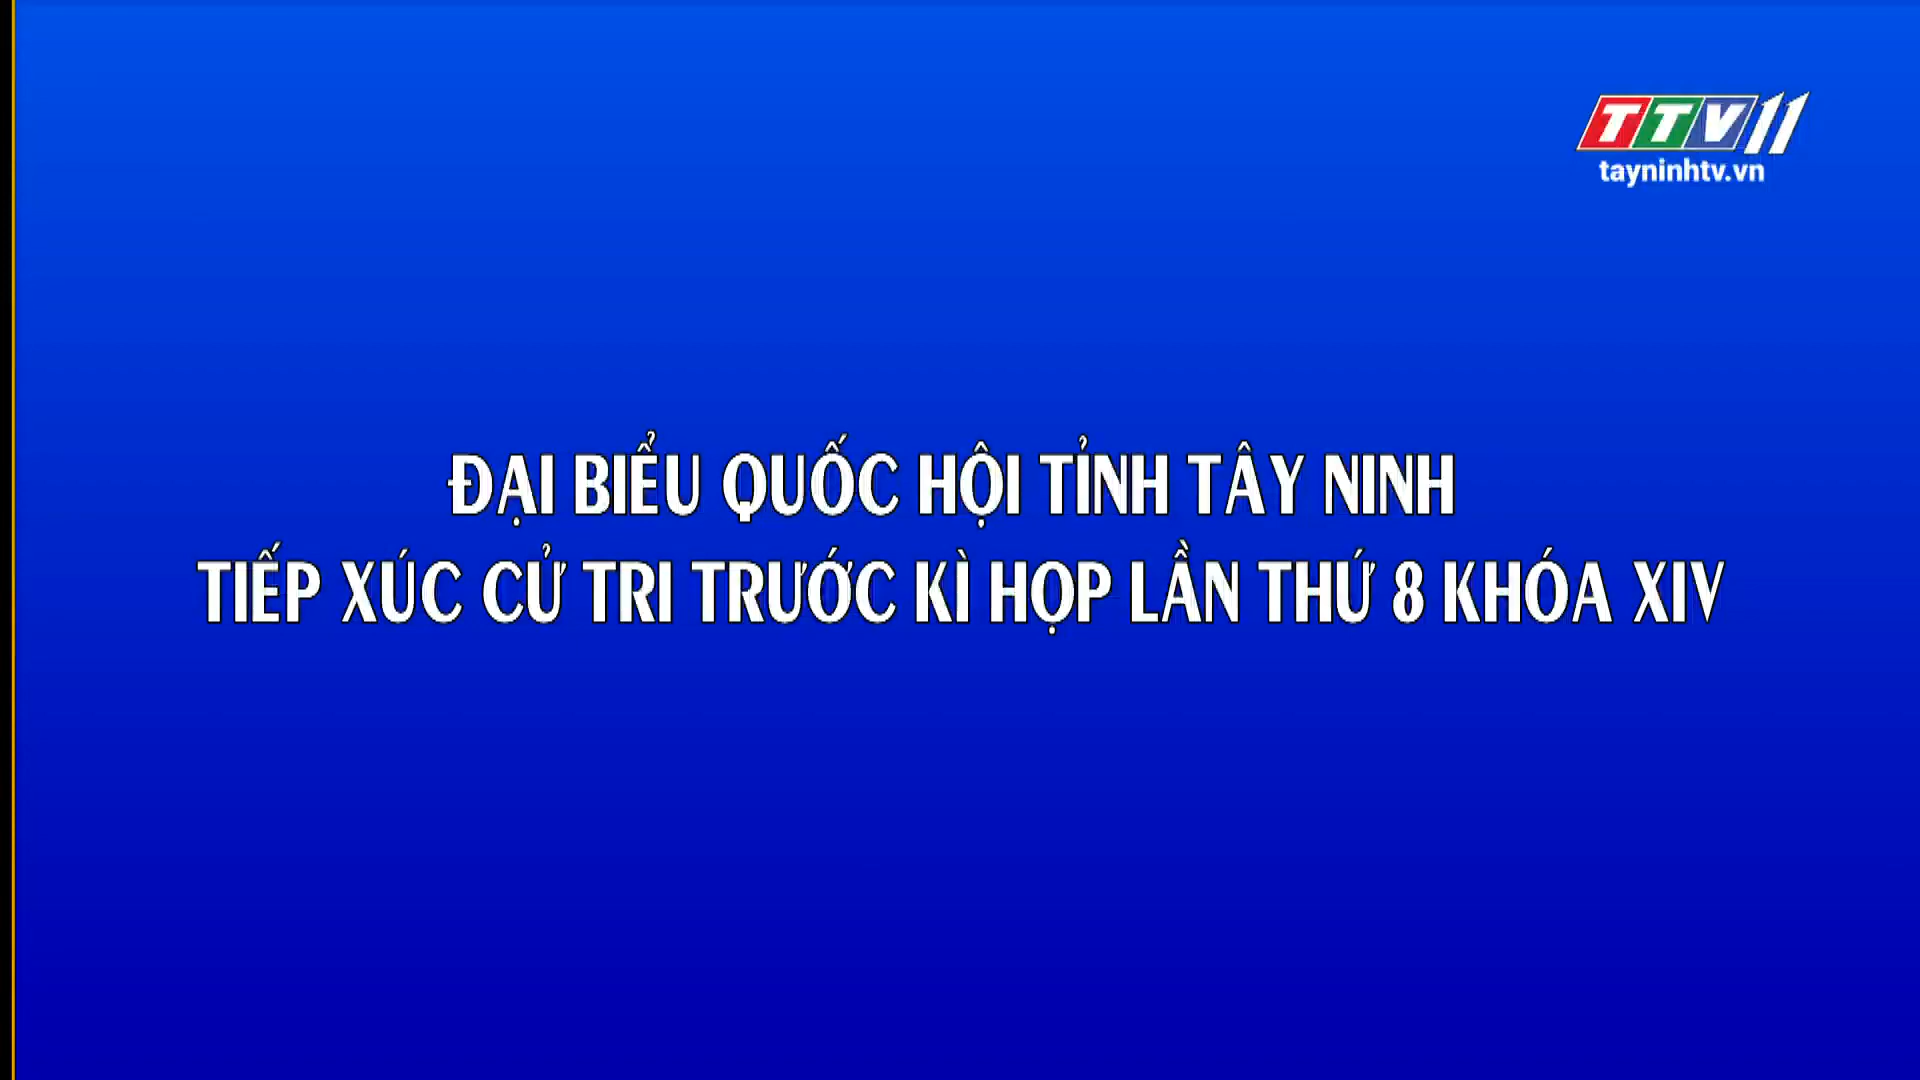 TTV11
tayninhtv.vn
ĐẠI BIỂU QUỐC HỘI TỈNH TÂY NINH
TIẾP XÚC CỬ TRI TRƯỚC KÌ HỌP LẦN THỨ 8 KHÓA XIV